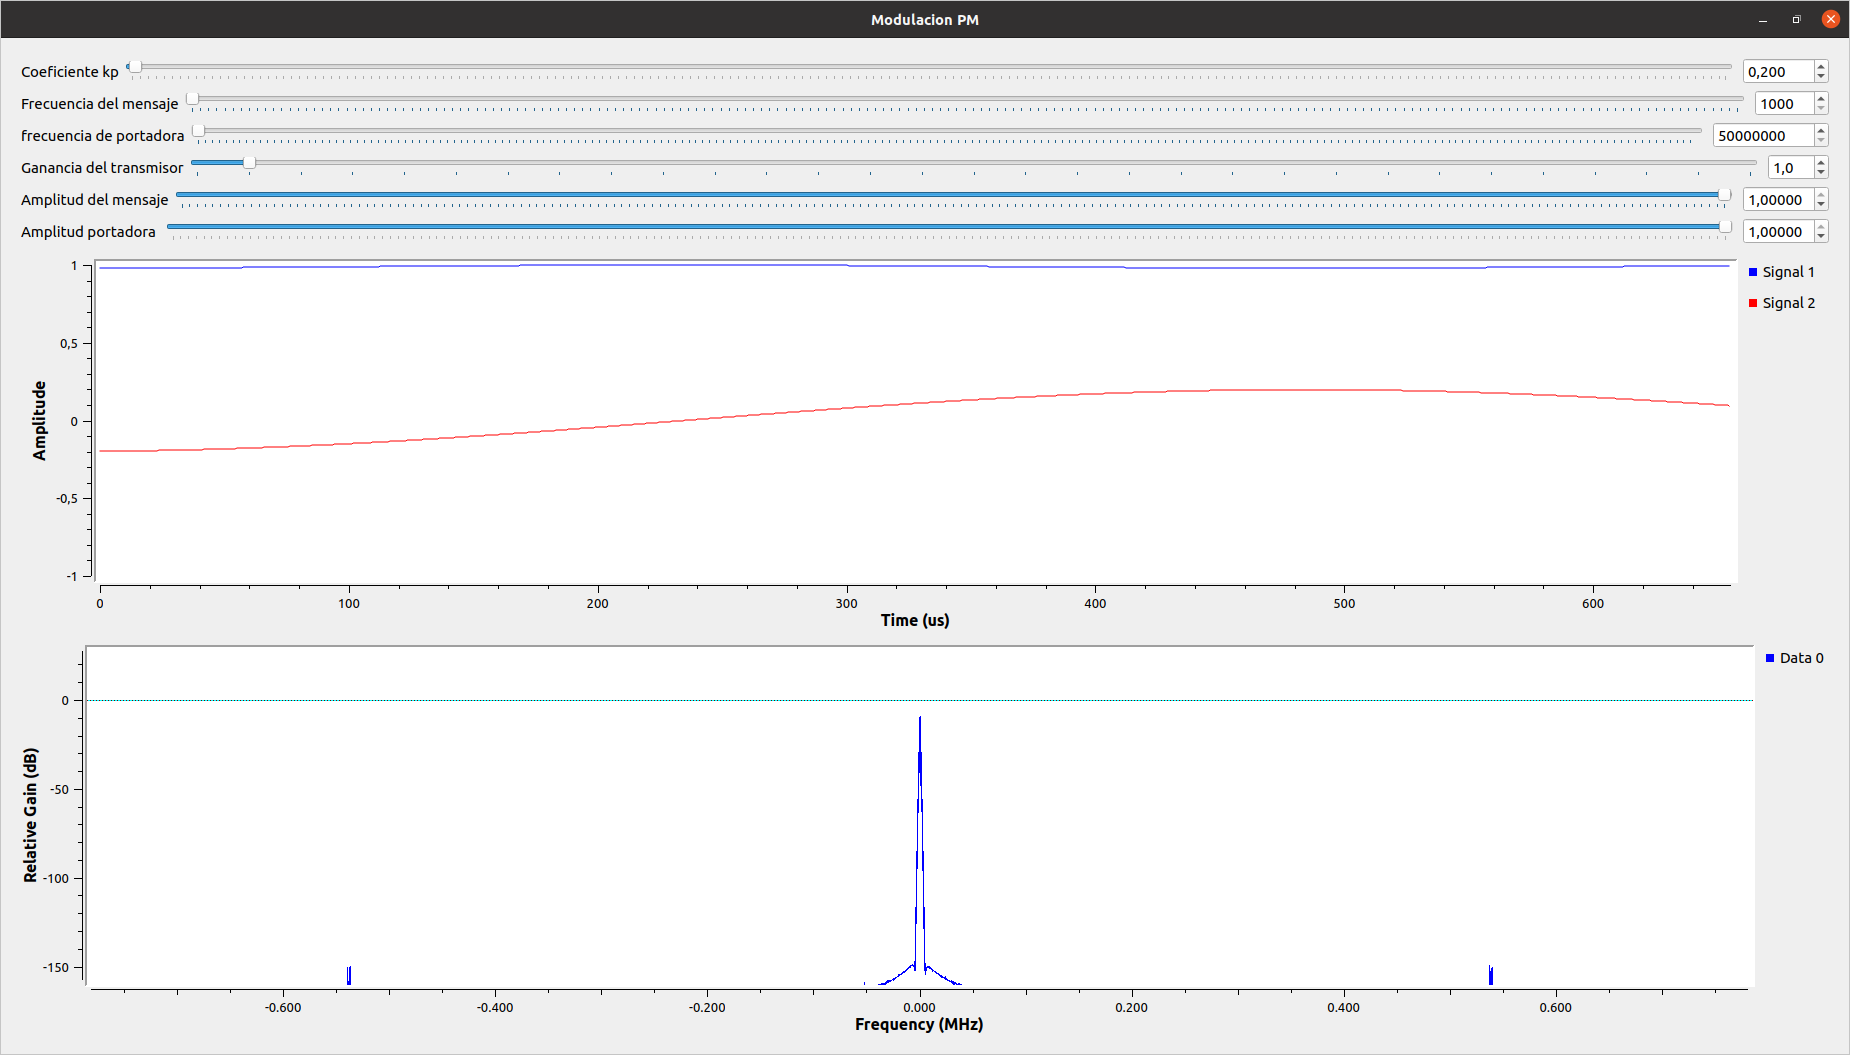 Modulacion PM
Coeficiente kp 0,200
Frecuencia del mensaje 1000
frecuencia de portadora 50000000
Ganancia del transmisor 1,0
Amplitud del mensaje 1,00000
Amplitud portadora 1,00000
1
0,5
0
-0,5
-1
Amplitude
Signal 1
Signal 2
0 100 200 300 400 500 600
Time (us)
0
-50
-100
-150
Relative Gain (dB)
Data 0
-0.600 -0.400 -0.200 0.000 0.200 0.400 0.600
Frequency (MHz)